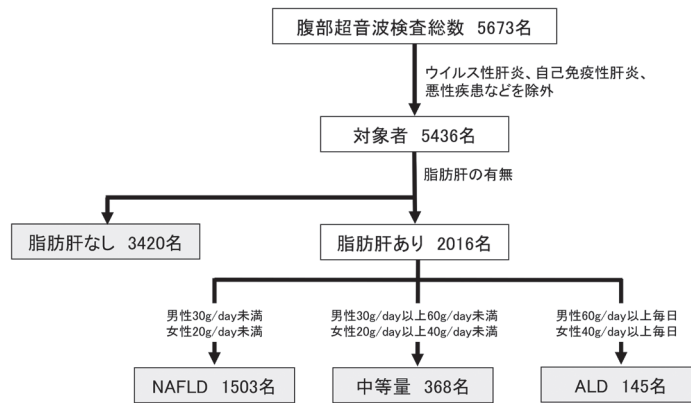 腹部超音波検査総数 5673名
ウイルス性肝炎、自己免疫性肝炎、
悪性疾患などを除外
対象者 5436名
脂肪肝の有無
脂肪肝なし 3420名
脂肪肝あり 2016名
男性30g/day未満
女性20g/day未満
男性30g/day以上60g/day未満
女性20g/day以上40g/day未満
男性60g/day以上毎日
女性40g/day以上毎日
NAFLD 1503名
中等量 368名
ALD 145名